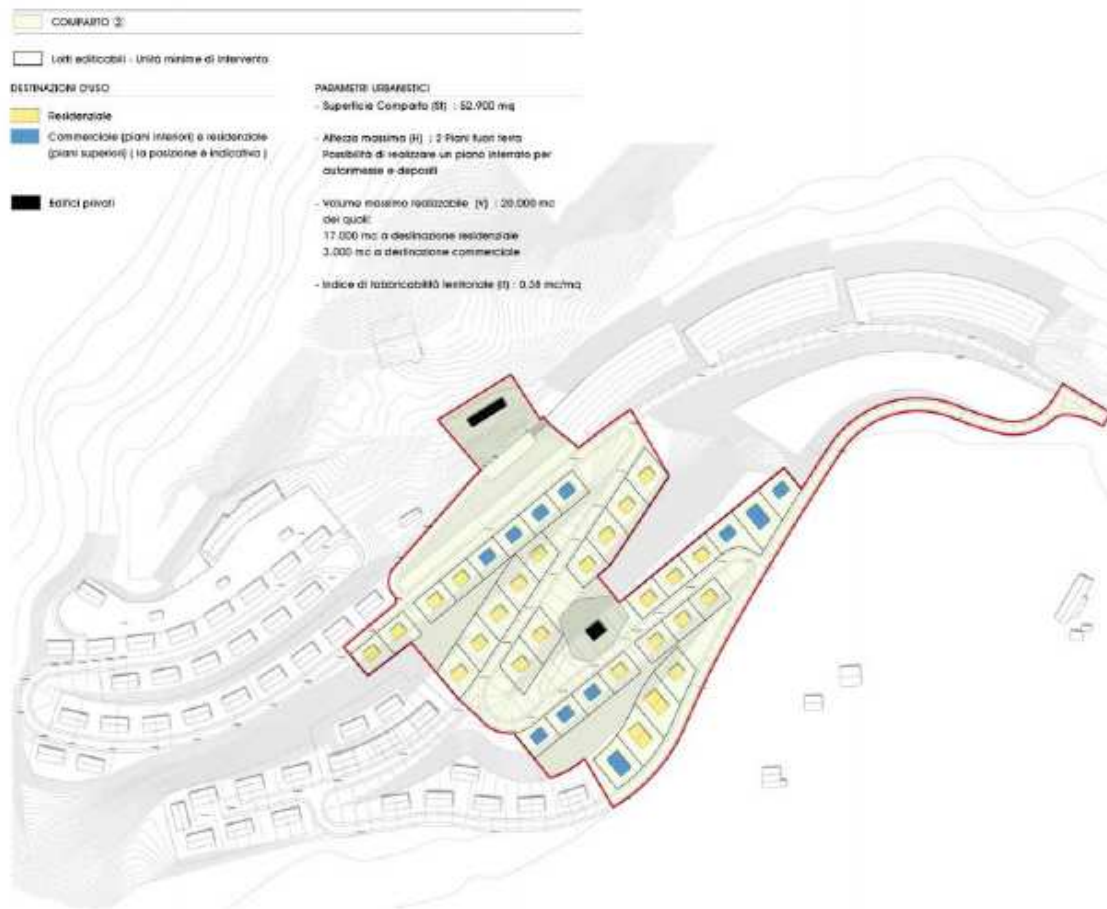 COMPARTO ②
Lotti edificabili - Unità minime di intervento
DESTINAZIONI D'USO
Residenziale
Commerciale (piani inferiori) e residenziale
(piani superiori) ( la posizione è indicativa )
Edifici privati
PARAMETRI URBANISTICI
- Superficie Comparto (St) : 52.900 mq
- Altezza massima (H) : 2 Piani fuori terra
Possibilità di realizzare un piano interrato per
autorimesse e depositi
- Volume massimo realizzabile (V) : 20.000 mc
dei quali:
17.000 mc a destinazione residenziale
3.000 mc a destinazione commerciale
- Indice di fabbricabilità territoriale (It) : 0,38 mc/mq